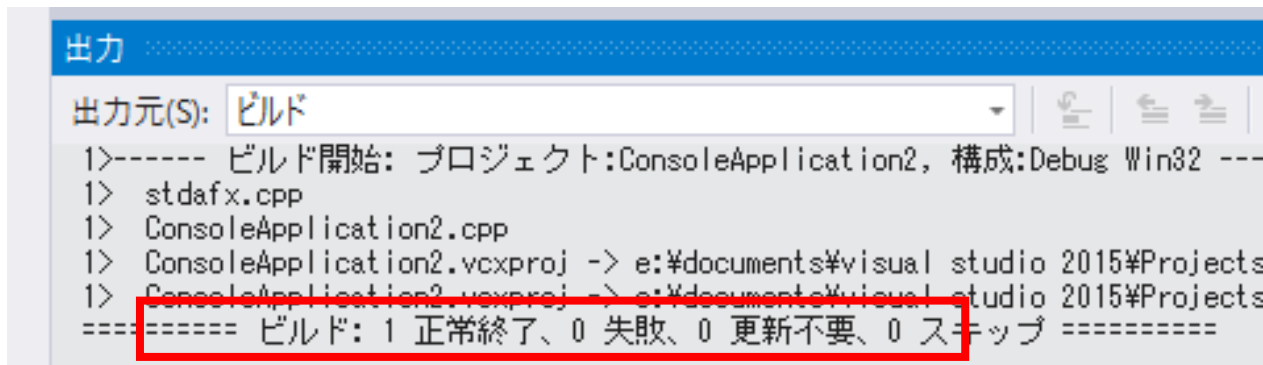 出力
出力元(S): ビルド
1>------ ビルド開始: プロジェクト:ConsoleApplication2, 構成:Debug Win32 ---
1>  stdafx.cpp
1>  ConsoleApplication2.cpp
1>  ConsoleApplication2.vcxproj -> e:¥documents¥visual studio 2015¥Projects
1>  ConsoleApplication2.vcxproj -> e:¥documents¥visual studio 2015¥Projects
========== ビルド: 1 正常終了、0 失敗、0 更新不要、0 スキップ ==========